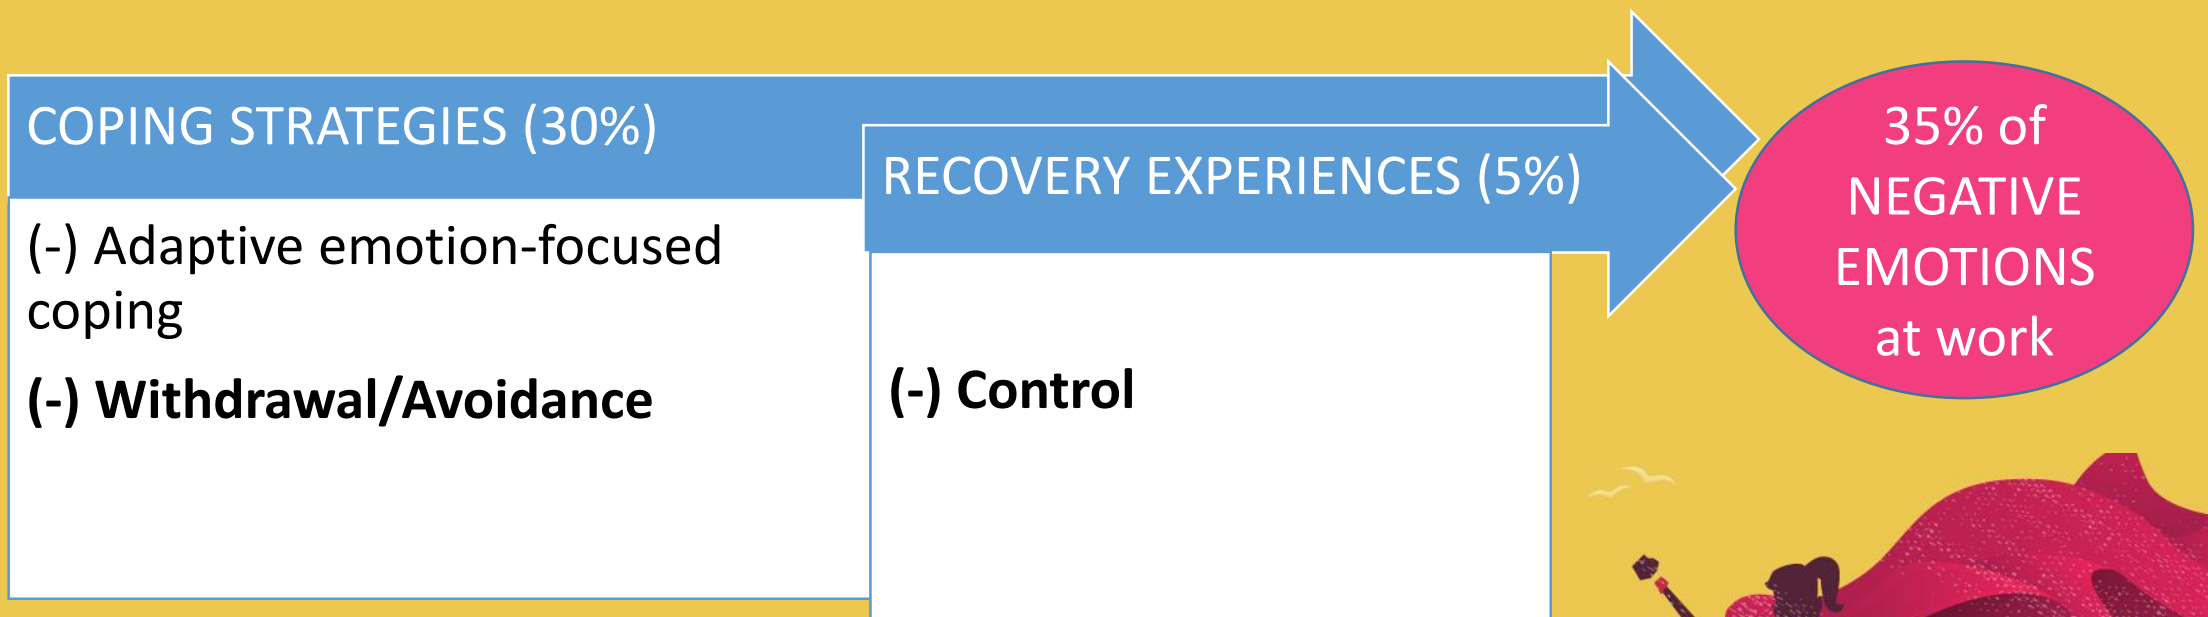 COPING STRATEGIES (30%)
(-) Adaptive emotion-focused
coping
(-) Withdrawal/Avoidance
RECOVERY EXPERIENCES (5%)
(-) Control
35% of
NEGATIVE
EMOTIONS
at work